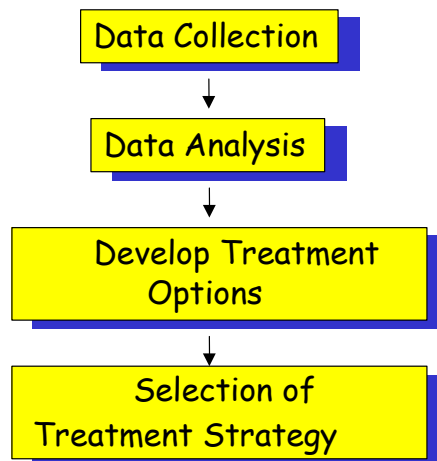 Data Collection
Data Analysis
Develop Treatment
Options
Selection of
Treatment Strategy